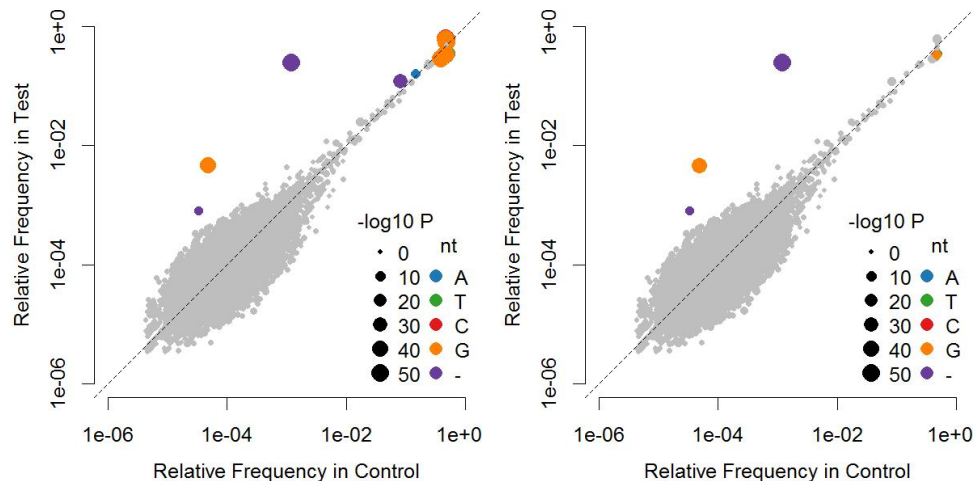 1e+0
1e-02
1e-04
1e-06
Relative Frequency in Test
-log10 P
nt
0
10 A
20 T
30 C
40 G
50 -
1e-06 1e-04 1e-02 1e+0
Relative Frequency in Control
1e+0
1e-02
1e-04
1e-06
Relative Frequency in Test
-log10 P
nt
0
10 A
20 T
30 C
40 G
50 -
1e-06 1e-04 1e-02 1e+0
Relative Frequency in Control